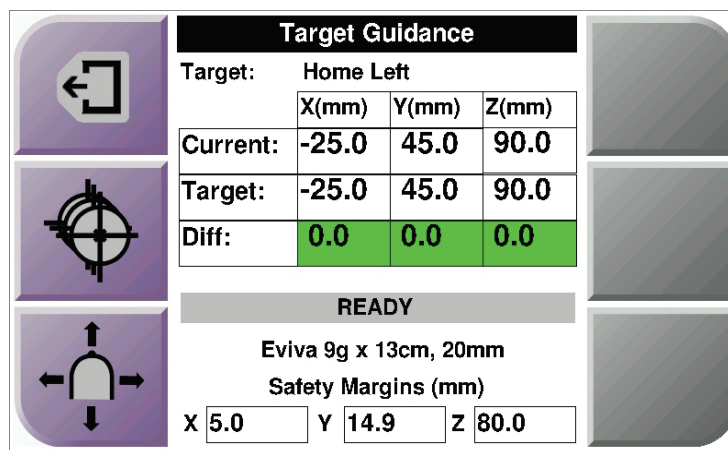 Target Guidance
Target: Home Left
X(mm) Y(mm) Z(mm)
Current: -25.0 45.0 90.0
Target: -25.0 45.0 90.0
Diff: 0.0 0.0 0.0
READY
Eviva 9g x 13cm, 20mm
Safety Margins (mm)
X 5.0 Y 14.9 Z 80.0